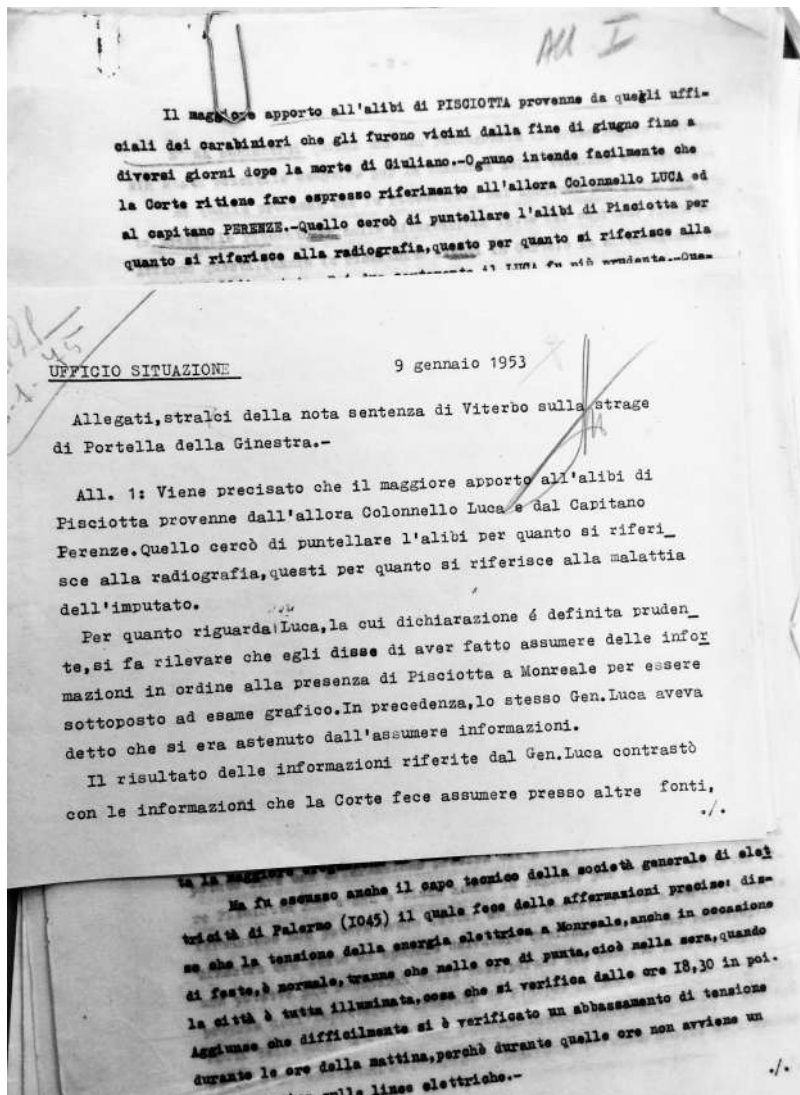 All I
Il maggiore apporto all'alibi di PISCIOTTA provenne da quegli uffi-
ciali dei carabinieri che gli furono vicini dalla fine di giugno fino a
diversi giorni dopo la morte di Giuliano.-Ognuno intende facilmente che
la Corte ritiene fare espresso riferimento all'allora Colonnello LUCA ed
al capitano PERENZE.-Quello cercò di puntellare l'alibi di Pisciotta per
quanto si riferisce alla radiografia,questo per quanto si riferisce alla
il LUCA fu più prudente.-Que-
UFFICIO SITUAZIONE
9 gennaio 1953
Allegati,stralci della nota sentenza di Viterbo sulla strage
di Portella della Ginestra.-
All. 1: Viene precisato che il maggiore apporto all'alibi di
Pisciotta provenne dall'allora Colonnello Luca e dal Capitano
Perenze.Quello cercò di puntellare l'alibi per quanto si riferi_
sce alla radiografia,questi per quanto si riferisce alla malattia
dell'imputato.
Per quanto riguarda Luca,la cui dichiarazione é definita pruden_
te,si fa rilevare che egli disse di aver fatto assumere delle infor
mazioni in ordine alla presenza di Pisciotta a Monreale per essere
sottoposto ad esame grafico.In precedenza,lo stesso Gen.Luca aveva
detto che si era astenuto dall'assumere informazioni.
Il risultato delle informazioni riferite dal Gen.Luca contrastò
con le informazioni che la Corte fece assumere presso altre fonti,
./.
ta la maggiore
Ma fu escusso anche il capo tecnico della società generale di elet
tricità di Palermo (1045) il quale fece delle affermazioni precise: dis-
se che la tensione della energia elettrica a Monreale,anche in occasione
di feste,è normale,tranne che nelle ore di punta,cioè nella sera,quando
la città è tutta illuminata,cosa che si verifica dalle ore 18,30 in poi.
Aggiunse che difficilmente si è verificato un abbassamento di tensione
durante le ore della mattina,perchè durante quelle ore non avviene un
sulle linee elettriche.-
./.